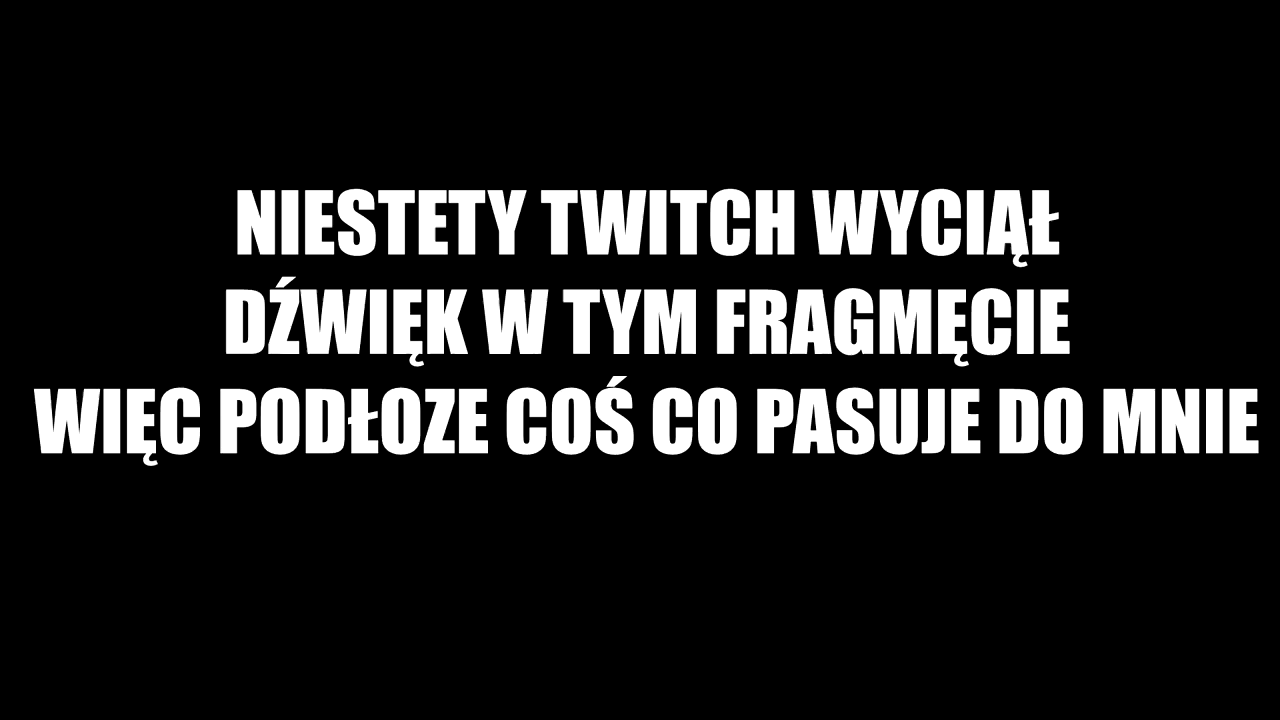 NIESTETY TWITCH WYCIĄŁ
DŹWIĘK W TYM FRAGMĘCIE
WIĘC PODŁOZE COŚ CO PASUJE DO MNIE